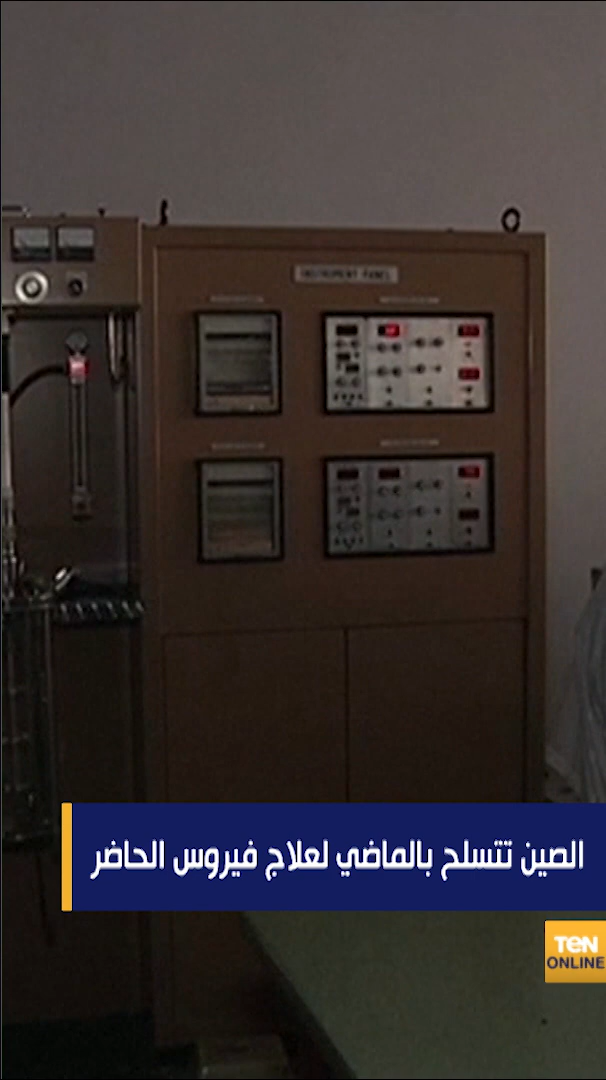 INSTRUMENT PANEL
الصين تتسلح بالماضي لعلاج فيروس الحاضر
TEN
ONLINE